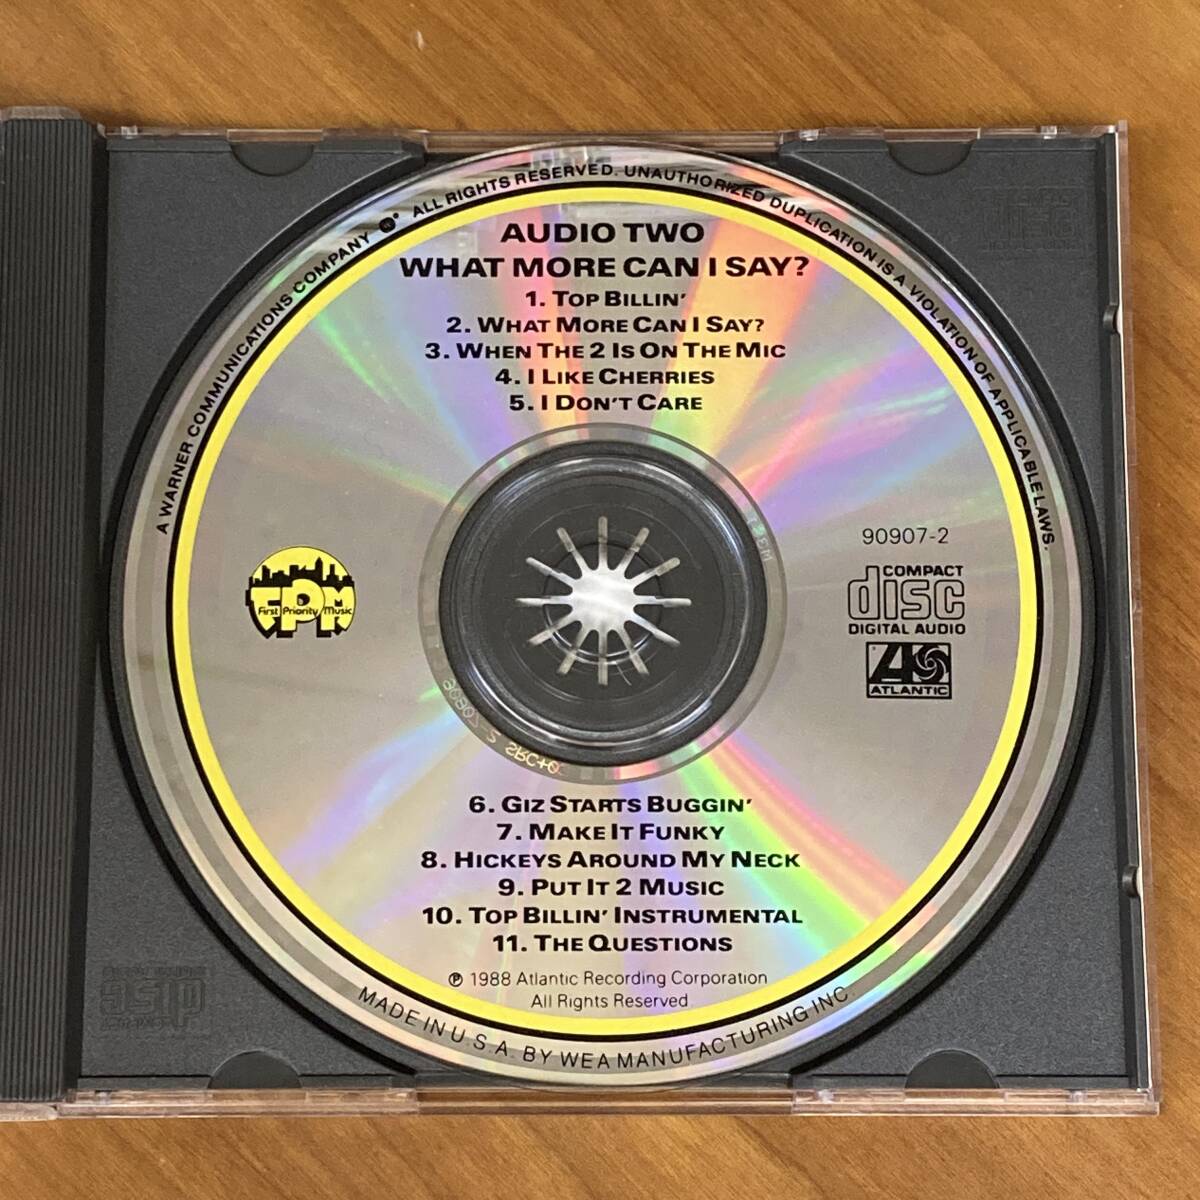 A WARNER COMMUNICATIONS COMPANY ALL RIGHTS RESERVED. UNAUTHORIZED DUPLICATION IS A VIOLATION OF APPLICABLE LAWS.
AUDIO TWO
WHAT MORE CAN I SAY?
1. TOP BILLIN'
2. WHAT MORE CAN I SAY?
3. WHEN THE 2 IS ON THE MIC
4. I LIKE CHERRIES
5. I DON'T CARE
90907-2
COMPACT
disc
DIGITAL AUDIO
ATLANTIC
FPM
First Priority Music
6. GIZ STARTS BUGGIN'
7. MAKE IT FUNKY
8. HICKEYS AROUND MY NECK
9. PUT IT 2 MUSIC
10. TOP BILLIN' INSTRUMENTAL
11. THE QUESTIONS
℗ 1988 Atlantic Recording Corporation
All Rights Reserved
MADE IN U.S.A. BY WEA MANUFACTURING INC.